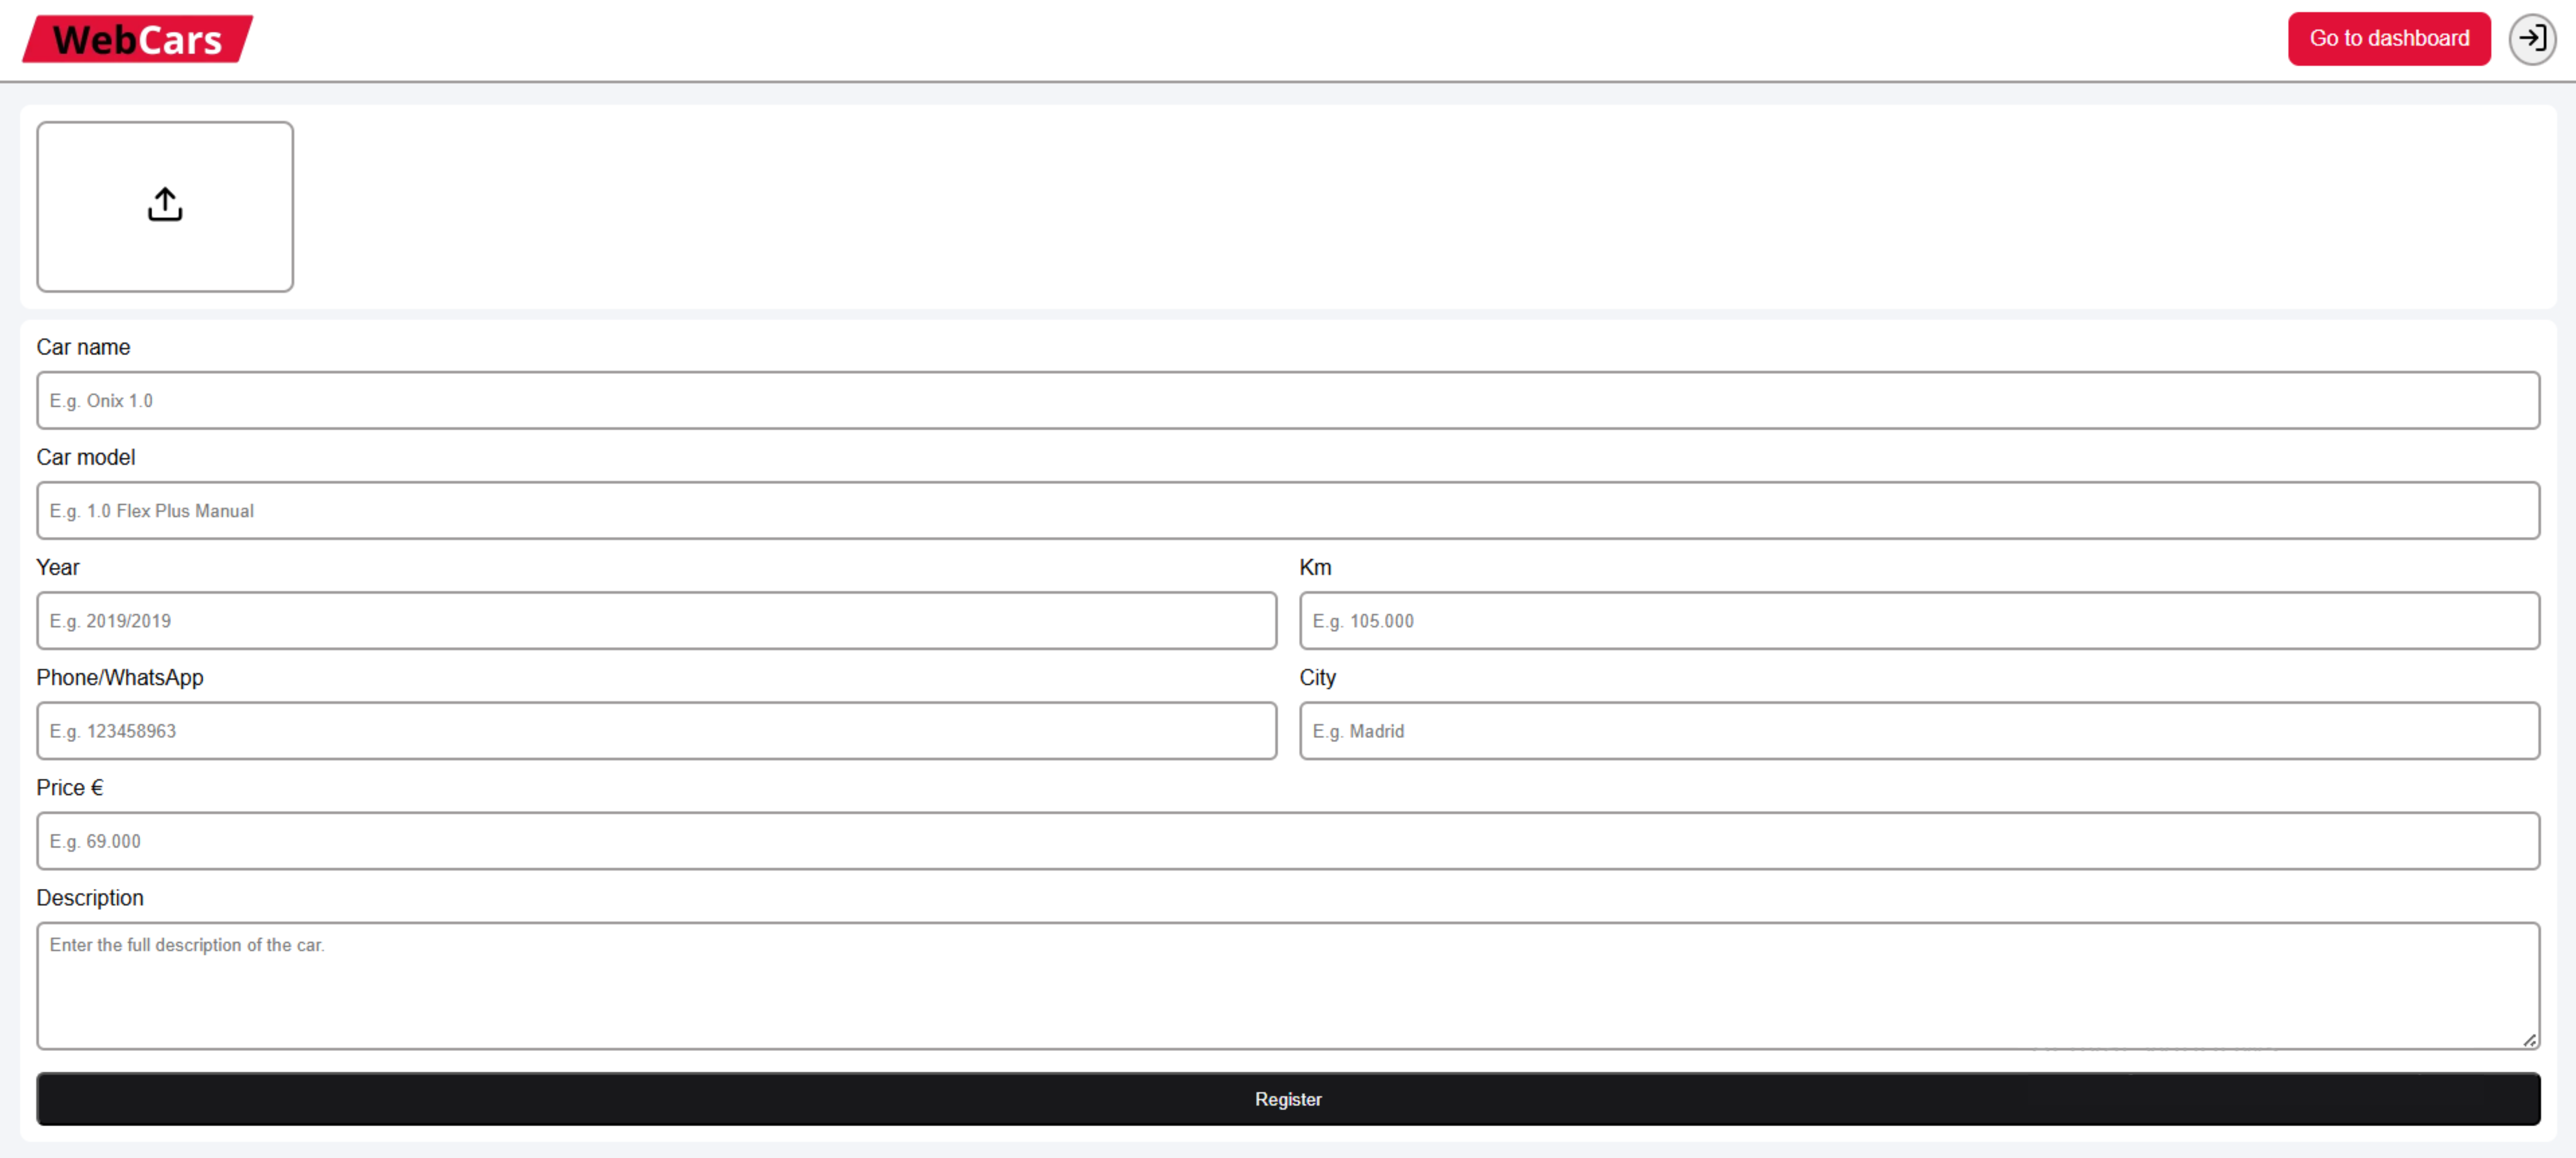 WebCars
Go to dashboard
Car name
E.g. Onix 1.0
Car model
E.g. 1.0 Flex Plus Manual
Year
Km
E.g. 2019/2019
E.g. 105.000
Phone/WhatsApp
City
E.g. 123458963
E.g. Madrid
Price €
E.g. 69.000
Description
Enter the full description of the car.
Register